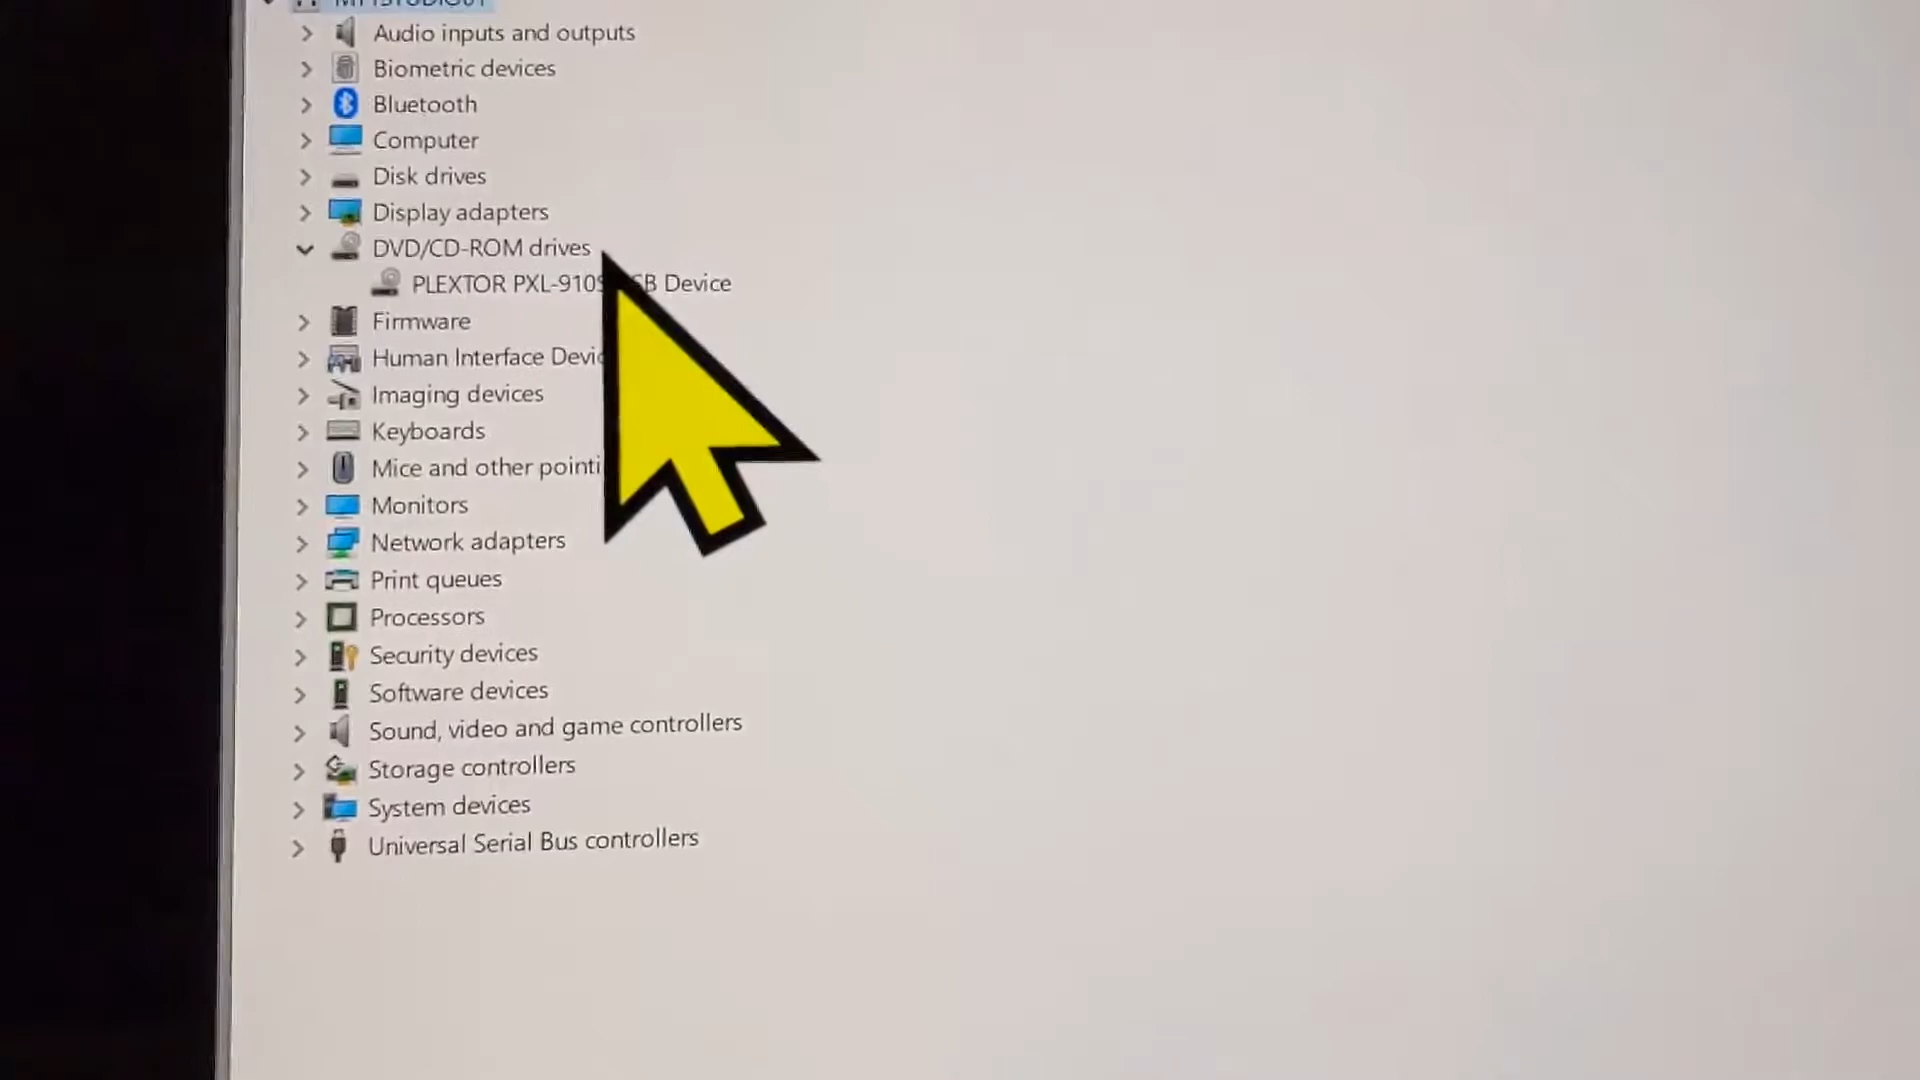 Audio inputs and outputs
Biometric devices
Bluetooth
Computer
Disk drives
Display adapters
DVD/CD-ROM drives
PLEXTOR PXL-910S Device
Firmware
Human Interface
Imaging devices
Keyboards
Mice and other
Monitors
Network adapters
Print queues
Processors
Security devices
Software devices
Sound, video and game controllers
Storage controllers
System devices
Universal Serial Bus controllers